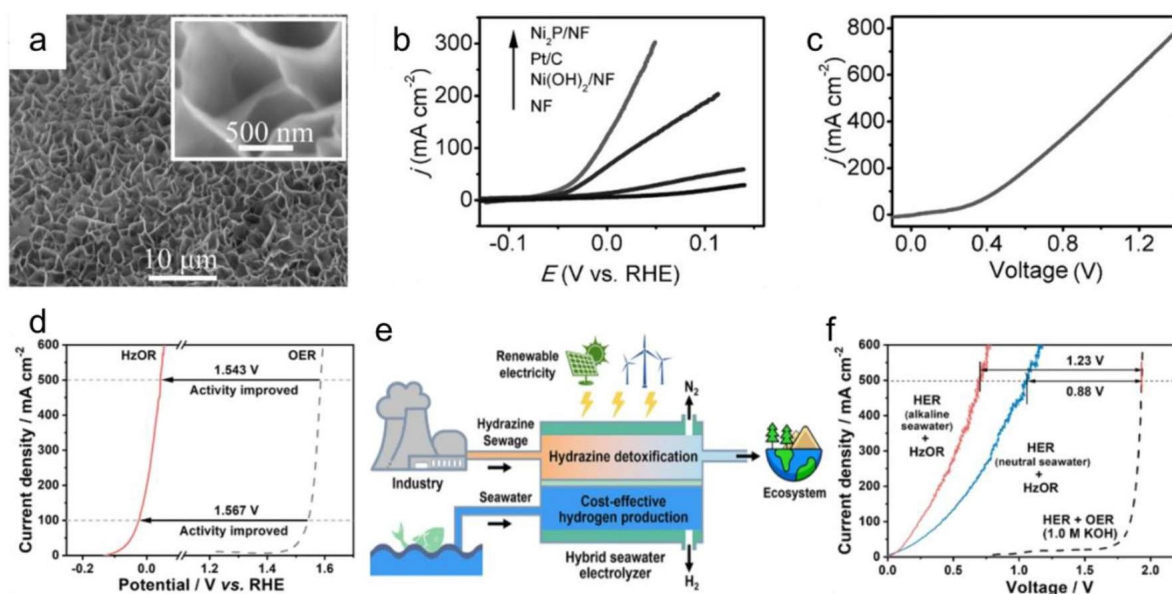 a
500 nm
10 μm
b
300
200
100
0
j (mA cm⁻²)
Ni₂P/NF
Pt/C
Ni(OH)₂/NF
NF
-0.1
0.0
0.1
E (V vs. RHE)
c
800
600
400
200
0
j (mA cm⁻²)
0.0
0.4
0.8
1.2
Voltage (V)
d
600
500
400
300
200
100
0
Current density / mA cm⁻²
HzOR
OER
1.543 V
Activity improved
1.567 V
Activity improved
-0.2
0.0
1.4
1.6
Potential / V vs. RHE
e
Renewable
electricity
N₂
Hydrazine
Sewage
Hydrazine detoxification
Industry
Seawater
Cost-effective
hydrogen production
Ecosystem
Hybrid seawater
electrolyzer
H₂
f
600
500
400
300
200
100
0
Current density / mA cm⁻²
1.23 V
0.88 V
HER
(alkaline
seawater)
+
HzOR
HER
(neutral seawater)
+
HzOR
HER + OER
(1.0 M KOH)
0.0
0.5
1.0
1.5
2.0
Voltage / V